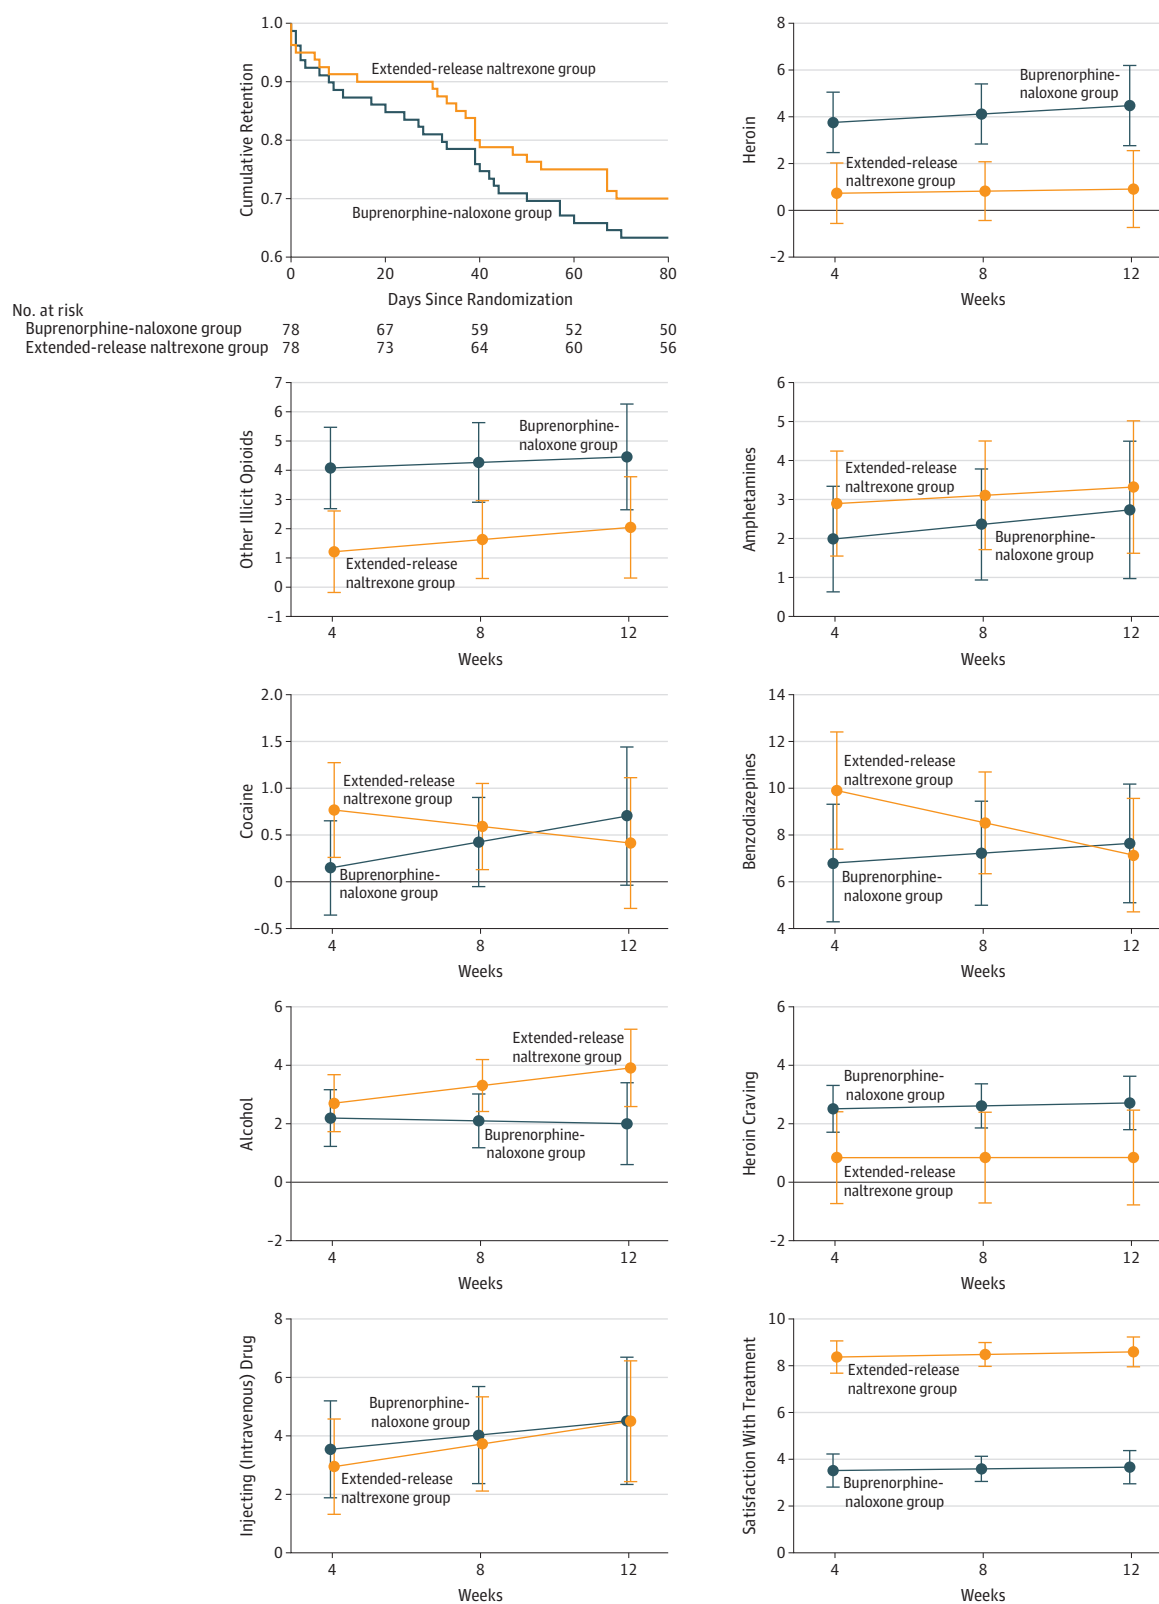 1.0
0.9
0.8
0.7
0.6
Cumulative Retention
Extended-release naltrexone group
Buprenorphine-naloxone group
0 20 40 60 80
Days Since Randomization
No. at risk
Buprenorphine-naloxone group 78 67 59 52 50
Extended-release naltrexone group 78 73 64 60 56
8
6
4
2
0
-2
Heroin
Buprenorphine-
naloxone group
Extended-release
naltrexone group
4 8 12
Weeks
7
6
5
4
3
2
1
0
-1
Other Illicit Opioids
Buprenorphine-
naloxone group
Extended-release
naltrexone group
4 8 12
Weeks
6
5
4
3
2
1
0
Amphetamines
Extended-release
naltrexone group
Buprenorphine-
naloxone group
4 8 12
Weeks
2.0
1.5
1.0
0.5
0
-0.5
Cocaine
Extended-release
naltrexone group
Buprenorphine-
naloxone group
4 8 12
Weeks
14
12
10
8
6
4
Benzodiazepines
Extended-release
naltrexone group
Buprenorphine-
naloxone group
4 8 12
Weeks
6
4
2
0
-2
Alcohol
Extended-release
naltrexone group
Buprenorphine-
naloxone group
4 8 12
Weeks
6
4
2
0
-2
Heroin Craving
Buprenorphine-
naloxone group
Extended-release
naltrexone group
4 8 12
Weeks
8
6
4
2
0
Injecting (Intravenous) Drug
Buprenorphine-
naloxone group
Extended-release
naltrexone group
4 8 12
Weeks
10
8
6
4
2
0
Satisfaction With Treatment
Extended-release
naltrexone group
Buprenorphine-
naloxone group
4 8 12
Weeks